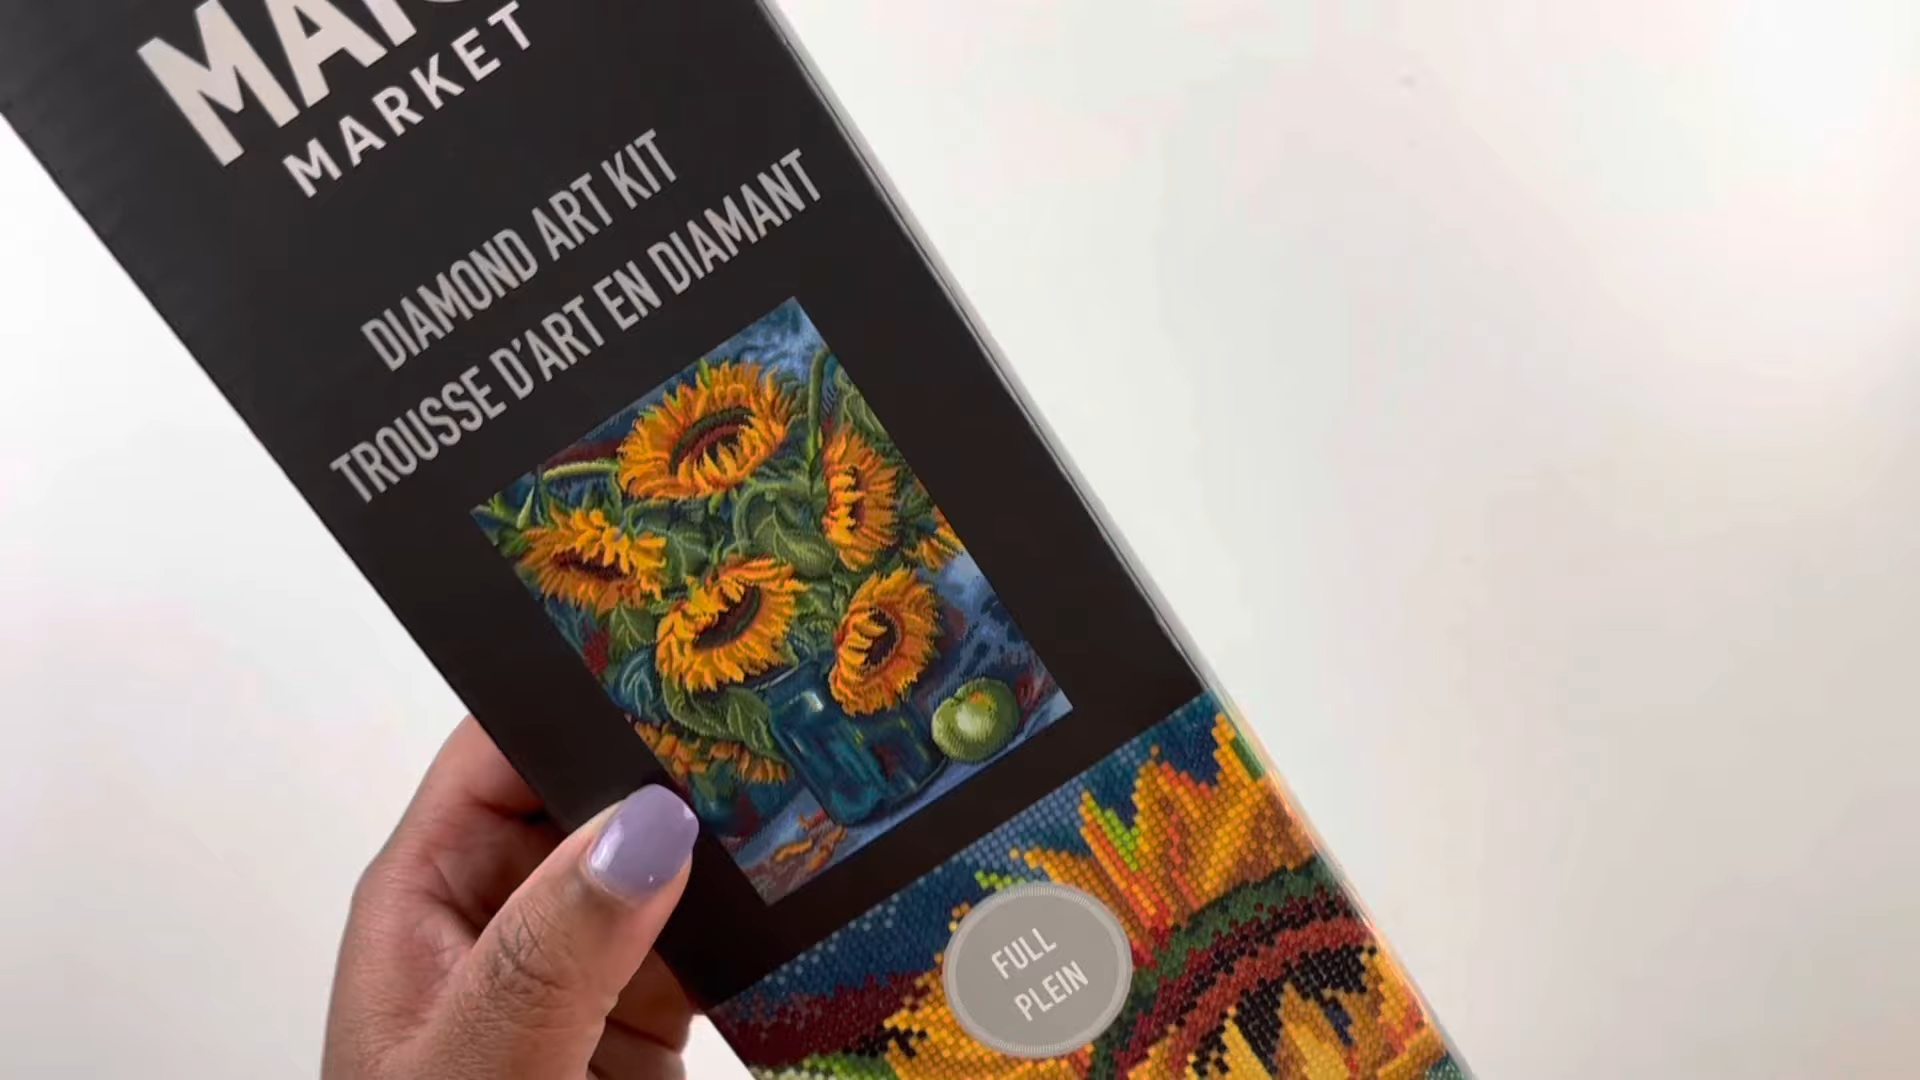 MARKET
DIAMOND ART KIT
TROUSSE D'ART EN DIAMANT
FULL
PLEIN